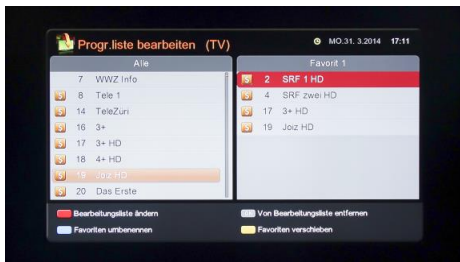 Progr.liste bearbeiten (TV)
MO.31. 3.2014 17:11
Alle
7 WWZ Info
8 Tele 1
14 TeleZüri
16 3+
17 3+ HD
18 4+ HD
19 Joiz HD
20 Das Erste
Favorit 1
2 SRF 1 HD
4 SRF zwei HD
17 3+ HD
19 Joiz HD
Bearbeitungsliste ändern
Von Bearbeitungsliste entfernen
Favoriten umbenennen
Favoriten verschieben